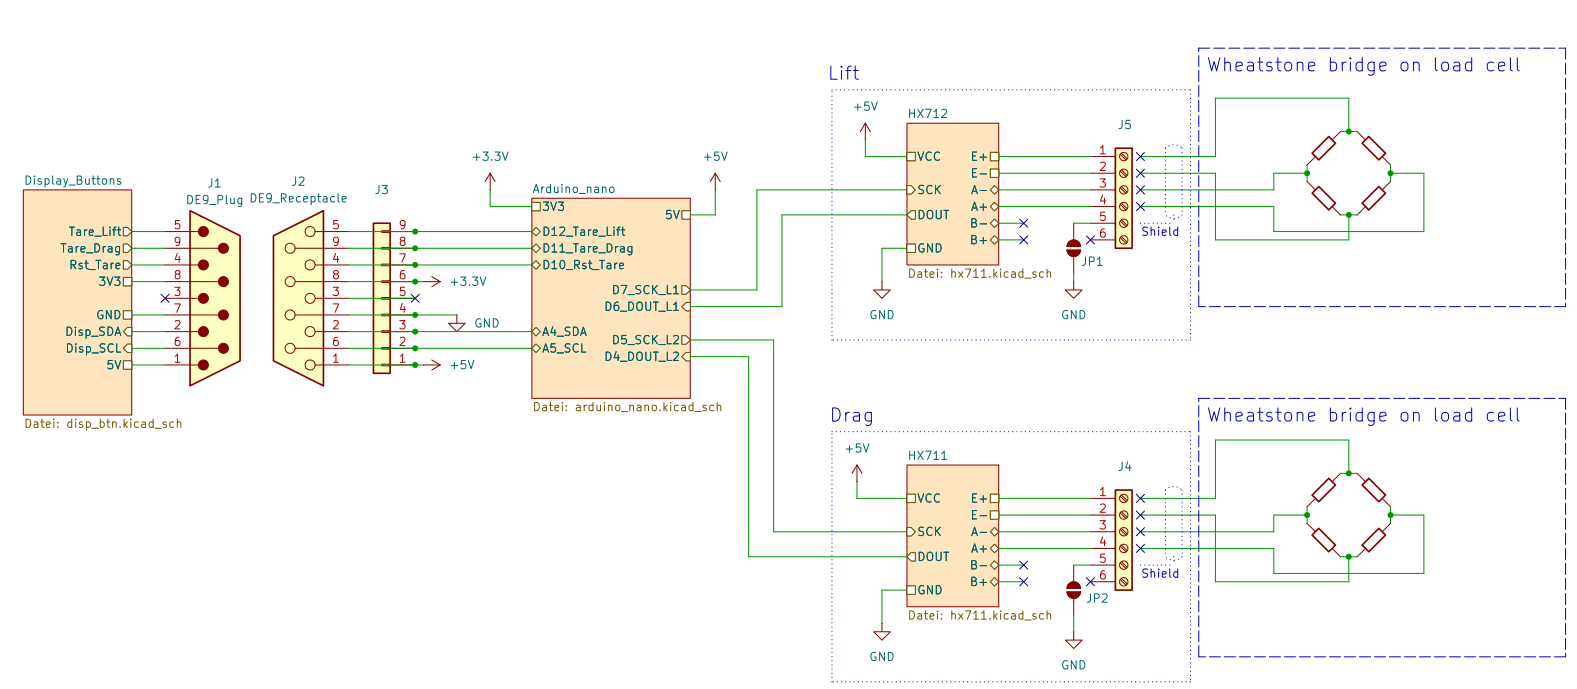 Display_Buttons
Tare_Lift
Tare_Drag
Rst_Tare
3V3
GND
Disp_SDA
Disp_SCL
5V
Datei: disp_btn.kicad_sch
J1
DE9_Plug
5
9
4
8
3
7
2
6
1
J2
DE9_Receptacle
5
9
4
8
3
7
2
6
1
J3
9
8
7
6
5
4
3
2
1
+3.3V
GND
+5V
+3.3V
+5V
Arduino_nano
3V3
5V
D12_Tare_Lift
D11_Tare_Drag
D10_Rst_Tare
D7_SCK_L1
D6_DOUT_L1
A4_SDA
A5_SCL
D5_SCK_L2
D4_DOUT_L2
Datei: arduino_nano.kicad_sch
Lift
+5V
HX712
VCC
SCK
DOUT
GND
E+
E-
A-
A+
B-
B+
Datei: hx711.kicad_sch
GND
J5
1
2
3
4
5
6
JP1
GND
Shield
Wheatstone bridge on load cell
Drag
+5V
HX711
VCC
SCK
DOUT
GND
E+
E-
A-
A+
B-
B+
Datei: hx711.kicad_sch
GND
J4
1
2
3
4
5
6
JP2
GND
Shield
Wheatstone bridge on load cell